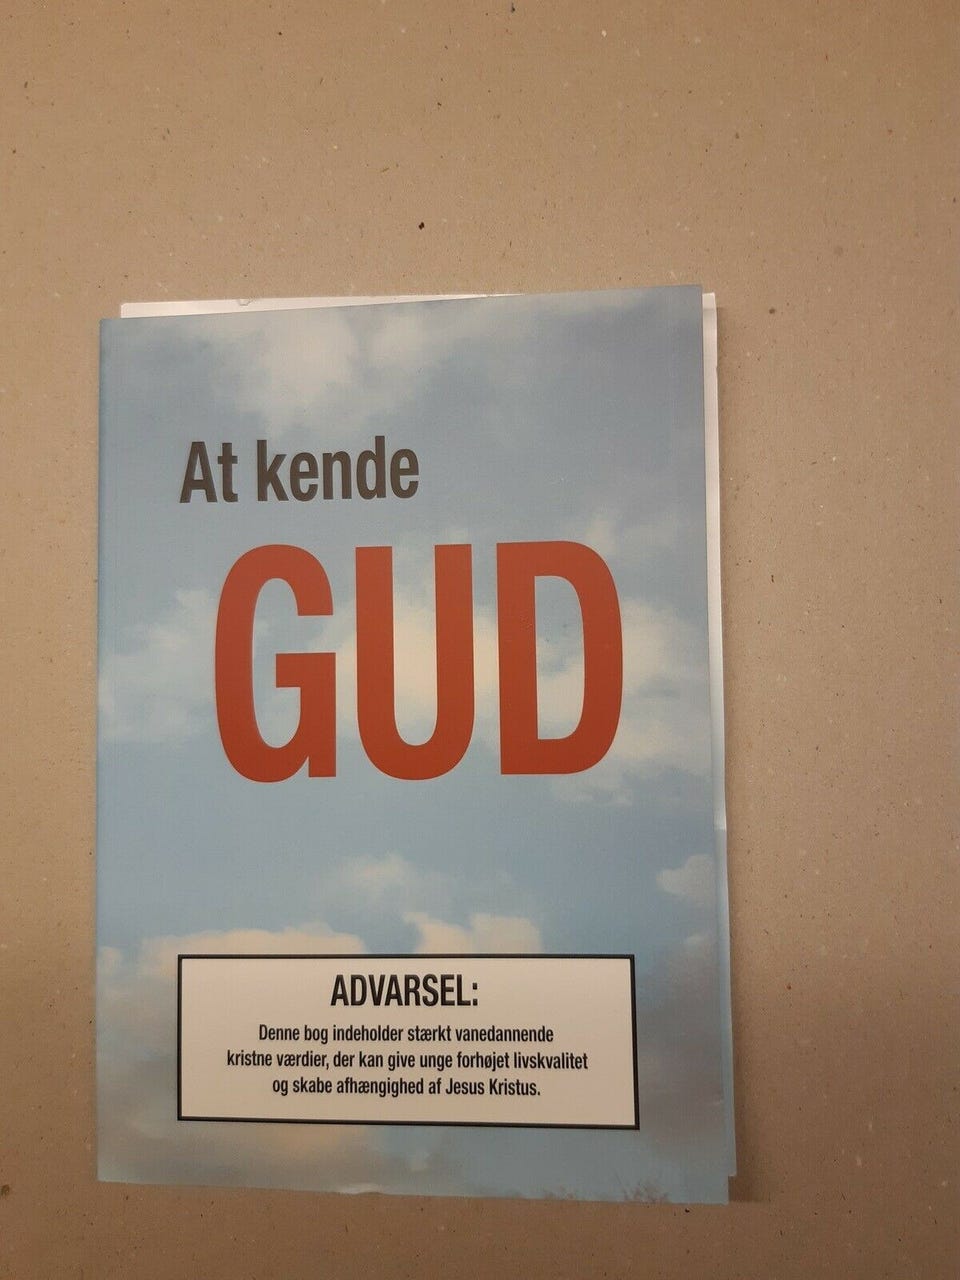 At kende
GUD
ADVARSEL:
Denne bog indeholder stærkt vanedannende
kristne værdier, der kan give unge forhøjet livskvalitet
og skabe afhængighed af Jesus Kristus.